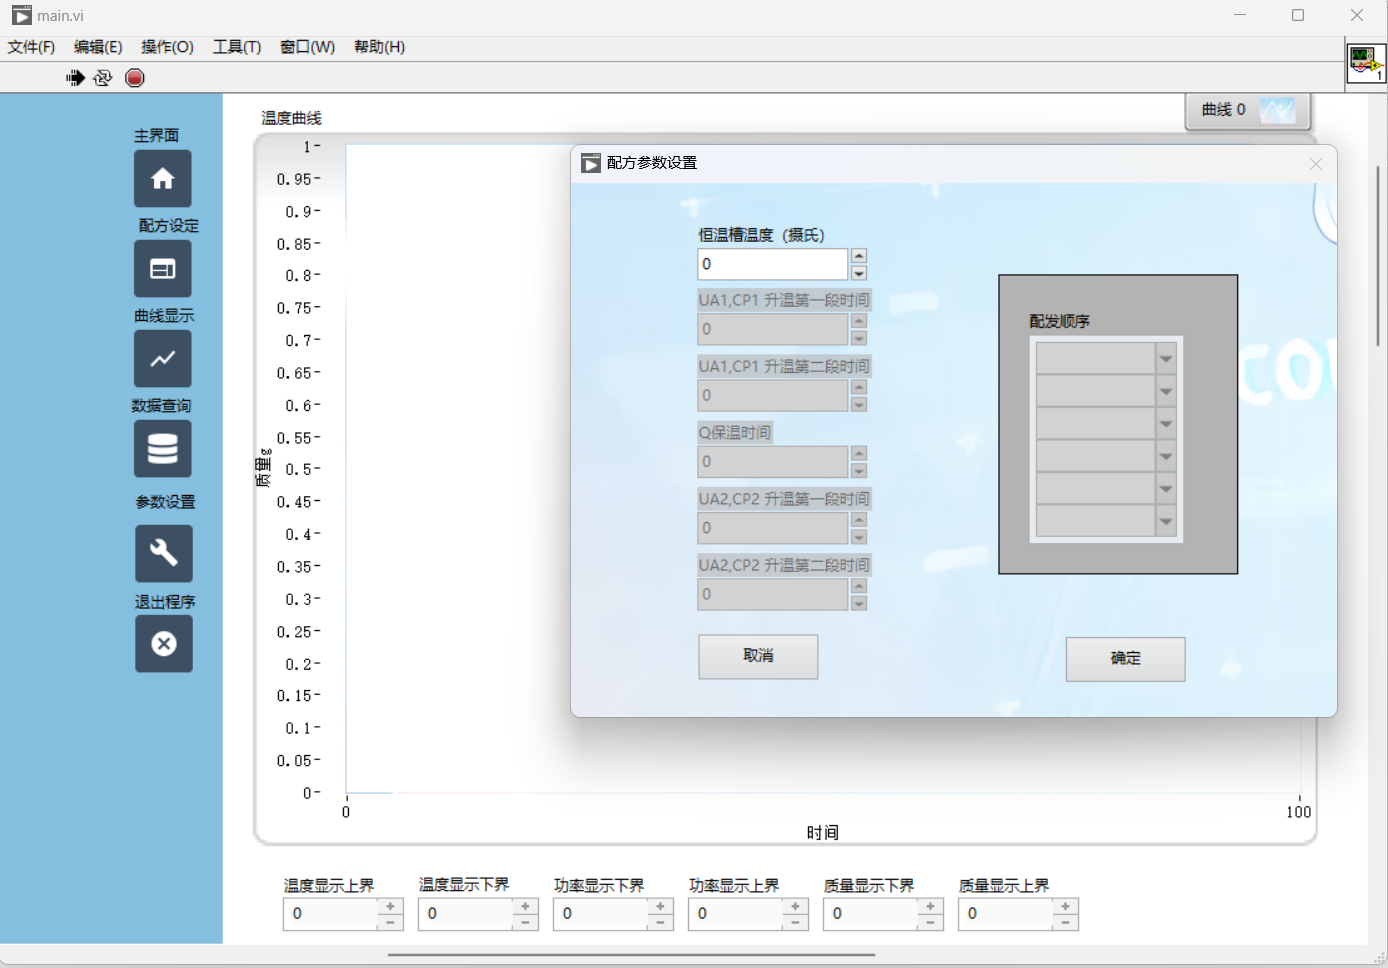 main.vi
文件(F) 编辑(E) 操作(O) 工具(T) 窗口(W) 帮助(H)
1
主界面
配方设定
曲线显示
数据查询
参数设置
退出程序
温度曲线
曲线 0
1
0.95
0.9
0.85
0.8
0.75
0.7
0.65
0.6
0.55
0.5
0.45
0.4
0.35
0.3
0.25
0.2
0.15
0.1
0.05
0
质量g
0
100
时间
配方参数设置
恒温槽温度（摄氏）
0
UA1,CP1 升温第一段时间
0
UA1,CP1 升温第二段时间
0
Q保温时间
0
UA2,CP2 升温第一段时间
0
UA2,CP2 升温第二段时间
0
配发顺序
取消
确定
温度显示上界
0
温度显示下界
0
功率显示下界
0
功率显示上界
0
质量显示下界
0
质量显示上界
0